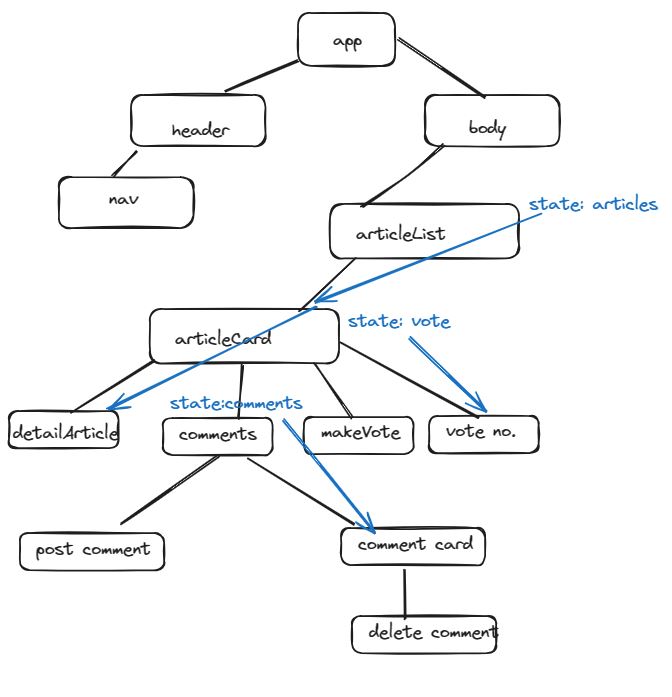 app
header
body
nav
state: articles
articleList
state: vote
articleCard
state:comments
detailArticle
comments
makeVote
vote no.
post comment
comment card
delete comment